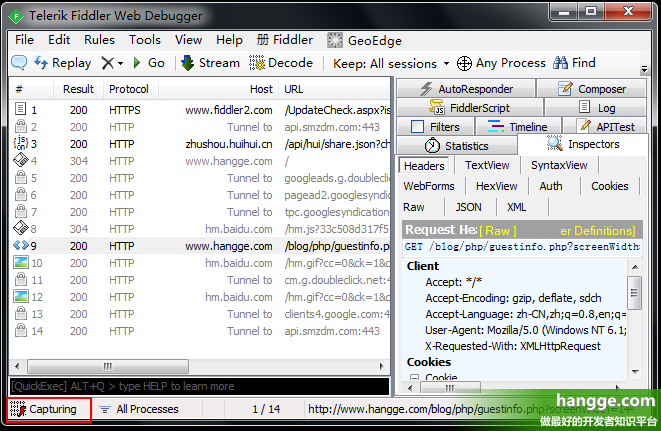 Telerik Fiddler Web Debugger
File Edit Rules Tools View Help 册 Fiddler GeoEdge
Replay Go Stream Decode Keep: All sessions Any Process Find
# Result Protocol Host URL
1 200 HTTPS www.fiddler2.com /UpdateCheck.aspx?is
2 200 HTTP Tunnel to api.smzdm.com:443
3 200 HTTP zhushou.huihui.cn /api/hui/share.json?ch
4 304 HTTP www.hangge.com /
5 200 HTTP Tunnel to googleads.g.doublec
6 200 HTTP Tunnel to pagead2.googlesyndic
7 200 HTTP Tunnel to tpc.googlesyndication
8 304 HTTP hm.baidu.com /hm.js?33c508d317f5
9 200 HTTP www.hangge.com /blog/php/guestinfo.p
10 200 HTTP hm.baidu.com /hm.gif?cc=0&ck=1&c
11 200 HTTP Tunnel to cm.g.doubleclick.net:4
12 200 HTTP hm.baidu.com /hm.gif?cc=0&ck=1&c
13 200 HTTP Tunnel to clients4.google.com:4
14 200 HTTP Tunnel to api.smzdm.com:443
[QuickExec] ALT+Q > type HELP to learn more
AutoResponder Composer
FiddlerScript Log
Filters Timeline APITest
Statistics Inspectors
Headers TextView SyntaxView
WebForms HexView Auth Cookies
Raw JSON XML
Request He [ Raw ] er Definitions]
GET /blog/php/guestinfo.php?screenWidth=
Client
Accept: */*
Accept-Encoding: gzip, deflate, sdch
Accept-Language: zh-CN,zh;q=0.8,en;q=
User-Agent: Mozilla/5.0 (Windows NT 6.1;
X-Requested-With: XMLHttpRequest
Cookies
Cookie
Capturing All Processes 1 / 14 http://www.hangge.com/blog/php/guestinfo.php?screenWidth=14
hangge.com
做最好的开发者知识平台